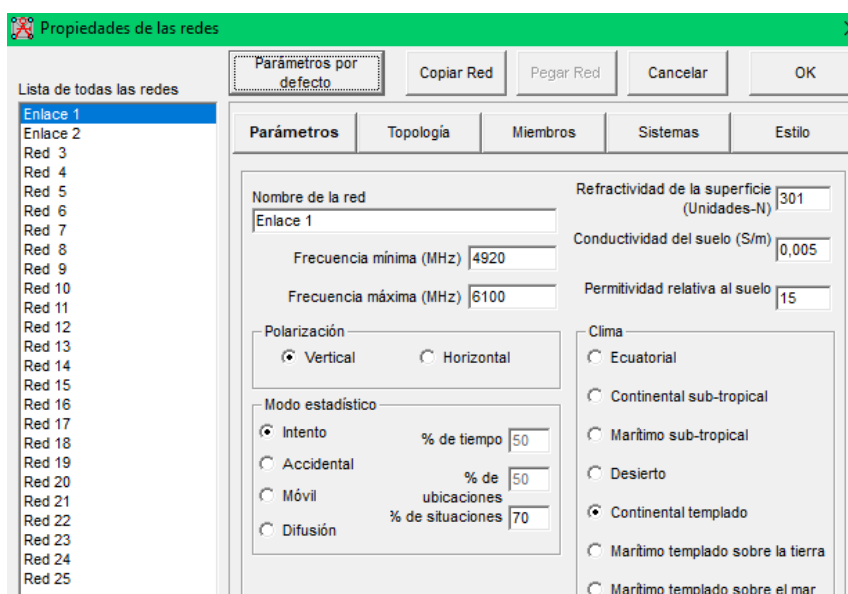 Propiedades de las redes
Parámetros por
defecto
Copiar Red
Pegar Red
Cancelar
OK
Lista de todas las redes
Enlace 1
Enlace 2
Red 3
Red 4
Red 5
Red 6
Red 7
Red 8
Red 9
Red 10
Red 11
Red 12
Red 13
Red 14
Red 15
Red 16
Red 17
Red 18
Red 19
Red 20
Red 21
Red 22
Red 23
Red 24
Red 25
Parámetros
Topología
Miembros
Sistemas
Estilo
Nombre de la red
Enlace 1
Frecuencia mínima (MHz) 4920
Frecuencia máxima (MHz) 6100
Refractividad de la superficie
(Unidades-N) 301
Conductividad del suelo (S/m)
0,005
Permitividad relativa al suelo 15
Polarización
Vertical
Horizontal
Modo estadístico
Intento
Accidental
Móvil
Difusión
% de tiempo 50
% de
ubicaciones
50
% de situaciones 70
Clima
Ecuatorial
Continental sub-tropical
Marítimo sub-tropical
Desierto
Continental templado
Marítimo templado sobre la tierra
Marítimo templado sobre el mar